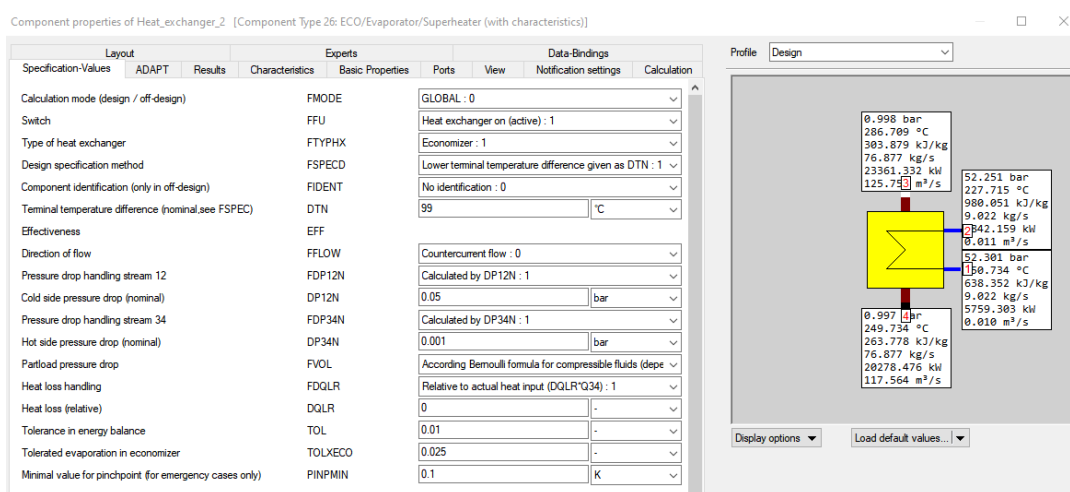 Component properties of Heat_exchanger_2 [Component Type 26: ECO/Evaporator/Superheater (with characteristics)]
Layout Experts Data-Bindings
Specification-Values ADAPT Results Characteristics Basic Properties Ports View Notification settings Calculation
Calculation mode (design / off-design) FMODE GLOBAL : 0
Switch FFU Heat exchanger on (active) : 1
Type of heat exchanger FTYPHX Economizer : 1
Design specification method FSPECD Lower terminal temperature difference given as DTN : 1
Component identification (only in off-design) FIDENT No identification : 0
Terminal temperature difference (nominal,see FSPEC) DTN 99 °C
Effectiveness EFF
Direction of flow FFLOW Countercurrent flow : 0
Pressure drop handling stream 12 FDP12N Calculated by DP12N : 1
Cold side pressure drop (nominal) DP12N 0.05 bar
Pressure drop handling stream 34 FDP34N Calculated by DP34N : 1
Hot side pressure drop (nominal) DP34N 0.001 bar
Partload pressure drop FVOL According Bernoulli formula for compressible fluids (depe
Heat loss handling FDQLR Relative to actual heat input (DQLR*Q34) : 1
Heat loss (relative) DQLR 0 -
Tolerance in energy balance TOL 0.01 -
Tolerated evaporation in economizer TOLXECO 0.025 -
Minimal value for pinchpoint (for emergency cases only) PINPMIN 0.1 K
Profile Design
0.998 bar
286.709 °C
303.879 kJ/kg
76.877 kg/s
23361.332 kW
125.75 3 m³/s
52.251 bar
227.715 °C
980.051 kJ/kg
9.022 kg/s
2 842.159 kW
0.011 m³/s
52.301 bar
1 50.734 °C
638.352 kJ/kg
9.022 kg/s
5759.303 kW
0.010 m³/s
0.997 4
249.734 °C
263.778 kJ/kg
76.877 kg/s
20278.476 kW
117.564 m³/s
Display options Load default values...